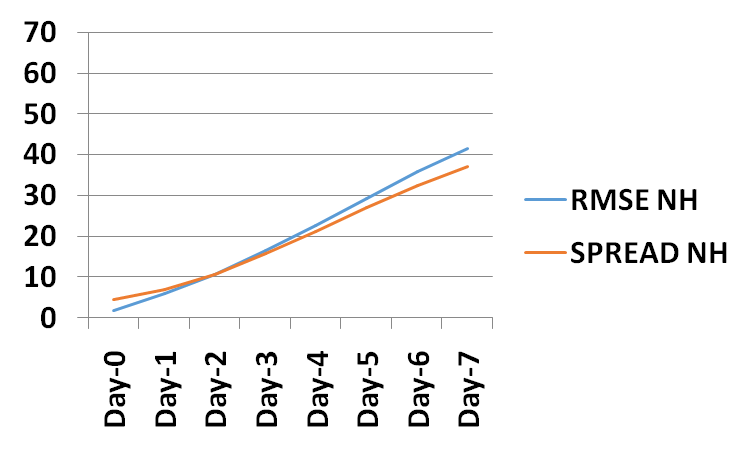 70
60
50
40
30
20
10
0
Day-0
Day-1
Day-2
Day-3
Day-4
Day-5
Day-6
Day-7
RMSE NH
SPREAD NH